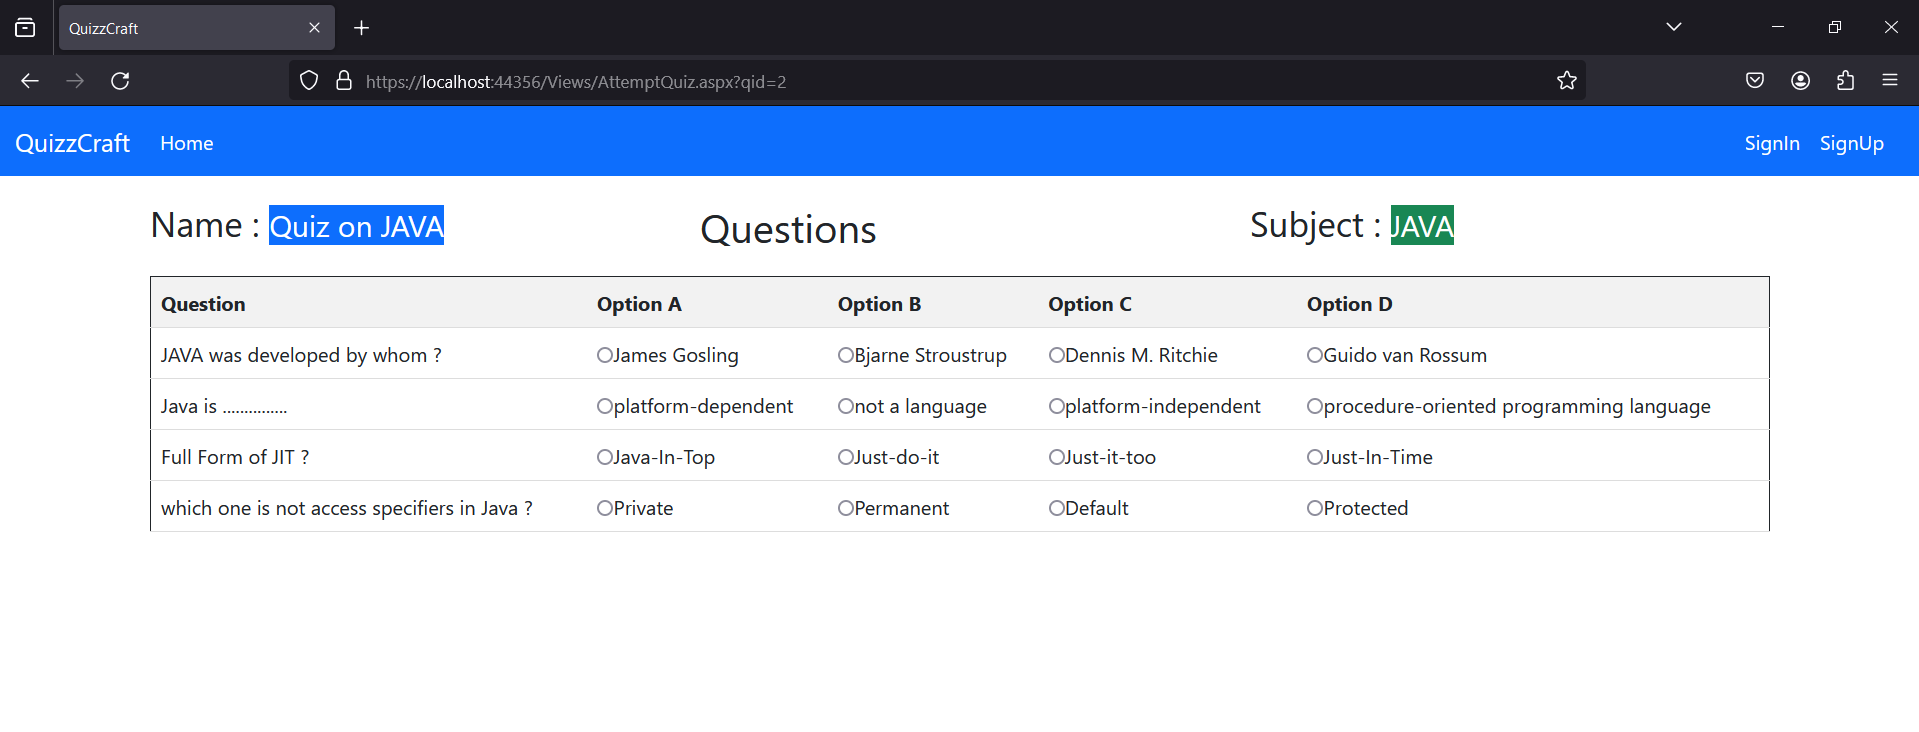 QuizzCraft
https://localhost:44356/Views/AttemptQuiz.aspx?qid=2
QuizzCraft Home SignIn SignUp
Name : Quiz on JAVA Questions Subject : JAVA
Question Option A Option B Option C Option D
JAVA was developed by whom ? James Gosling Bjarne Stroustrup Dennis M. Ritchie Guido van Rossum
Java is ............... platform-dependent not a language platform-independent procedure-oriented programming language
Full Form of JIT ? Java-In-Top Just-do-it Just-it-too Just-In-Time
which one is not access specifiers in Java ? Private Permanent Default Protected